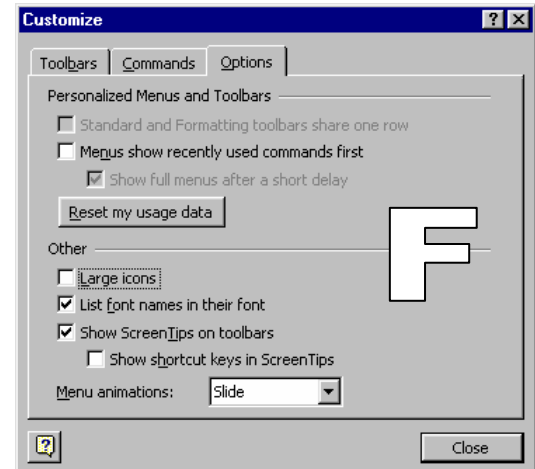 Customize
Toolbars Commands Options
Personalized Menus and Toolbars
Standard and Formatting toolbars share one row
Menus show recently used commands first
Show full menus after a short delay
Reset my usage data
Other
Large icons
List font names in their font
Show ScreenTips on toolbars
Show shortcut keys in ScreenTips
Menu animations: Slide
F
Close